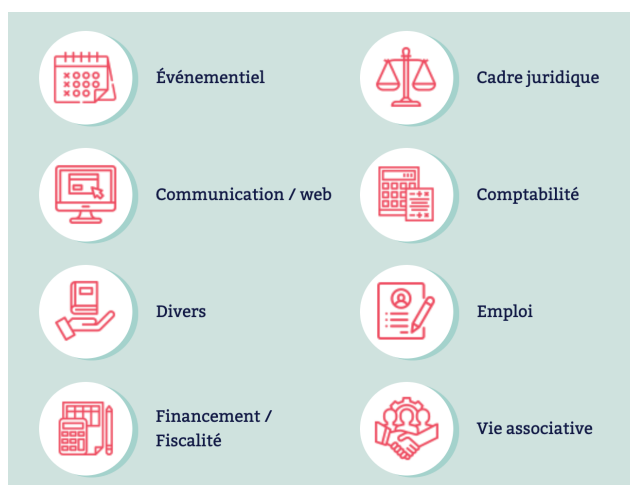 Événementiel
Cadre juridique
Communication / web
Comptabilité
Divers
Emploi
Financement /
Fiscalité
Vie associative